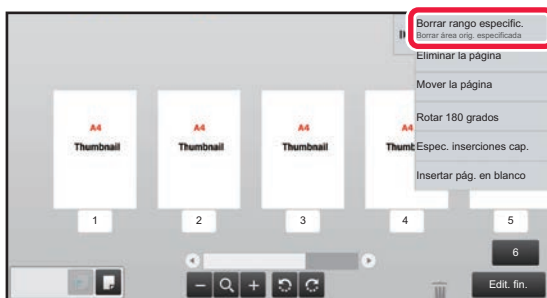 Borrar rango especific.
Borrar área orig. especificada
Eliminar la página
Mover la página
Rotar 180 grados
Espec. inserciones cap.
Insertar pág. en blanco
A4
Thumbnail
A4
Thumbnail
A4
Thumbnail
A4
Thumb
1
2
3
4
5
6
Edit. fin.